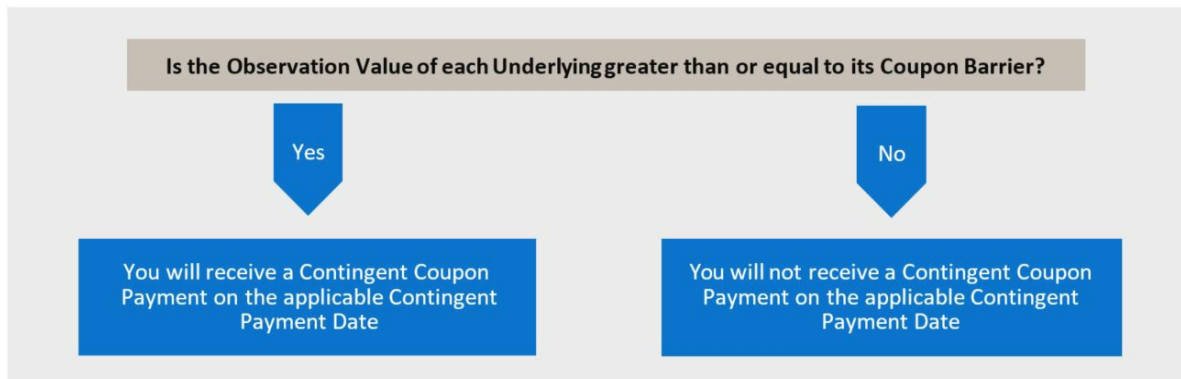 Is the Observation Value of each Underlying greater than or equal to its Coupon Barrier?
Yes
No
You will receive a Contingent Coupon
Payment on the applicable Contingent
Payment Date
You will not receive a Contingent Coupon
Payment on the applicable Contingent
Payment Date